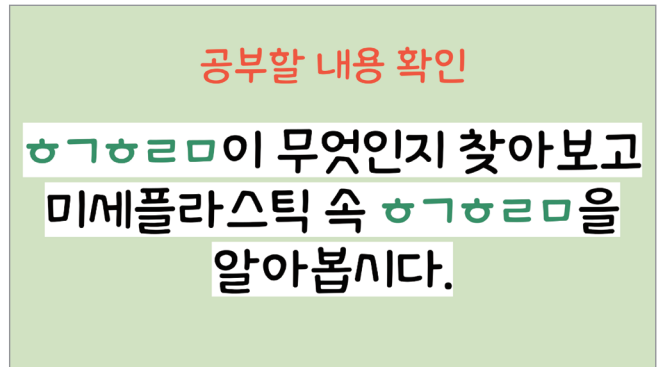 공부할 내용 확인
ㅎㄱㅎㄹㅁ이 무엇인지 찾아보고
미세플라스틱 속 ㅎㄱㅎㄹㅁ을
알아봅시다.